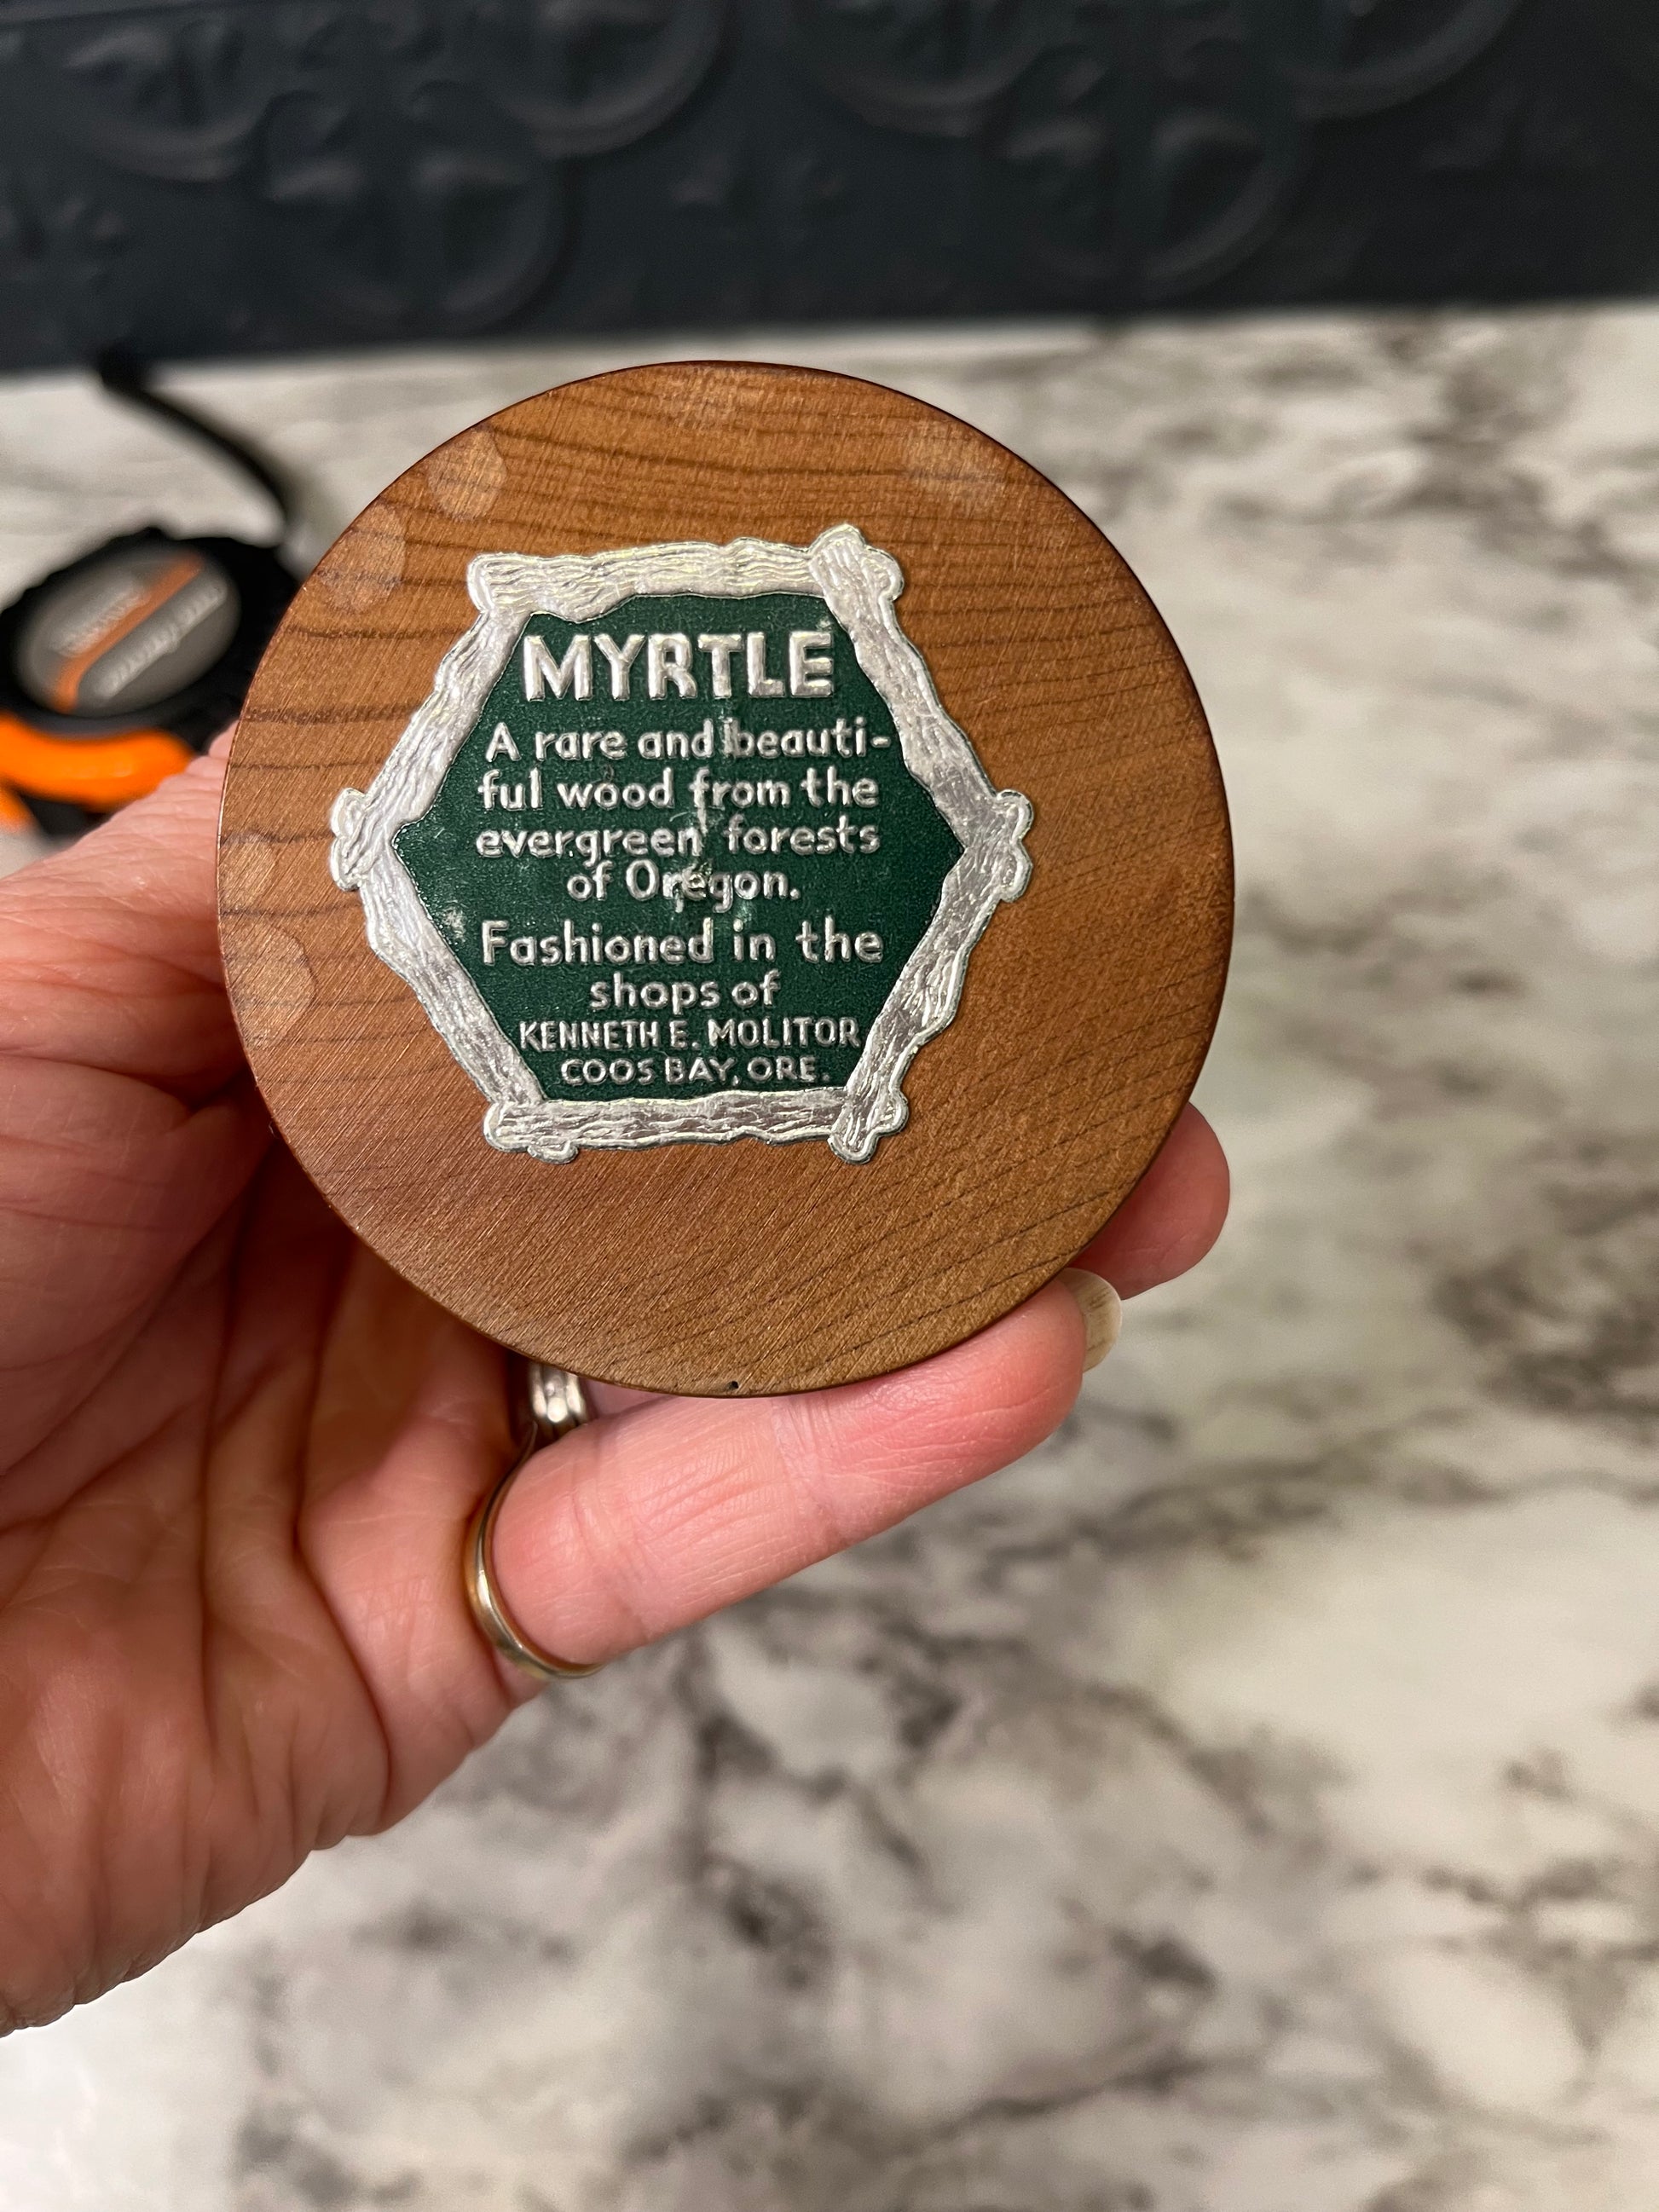 MYRTLE
A rare and beauti-
ful wood from the
evergreen forests
of Oregon.
Fashioned in the
shops of
KENNETH E. MOLITOR
COOS BAY, ORE.